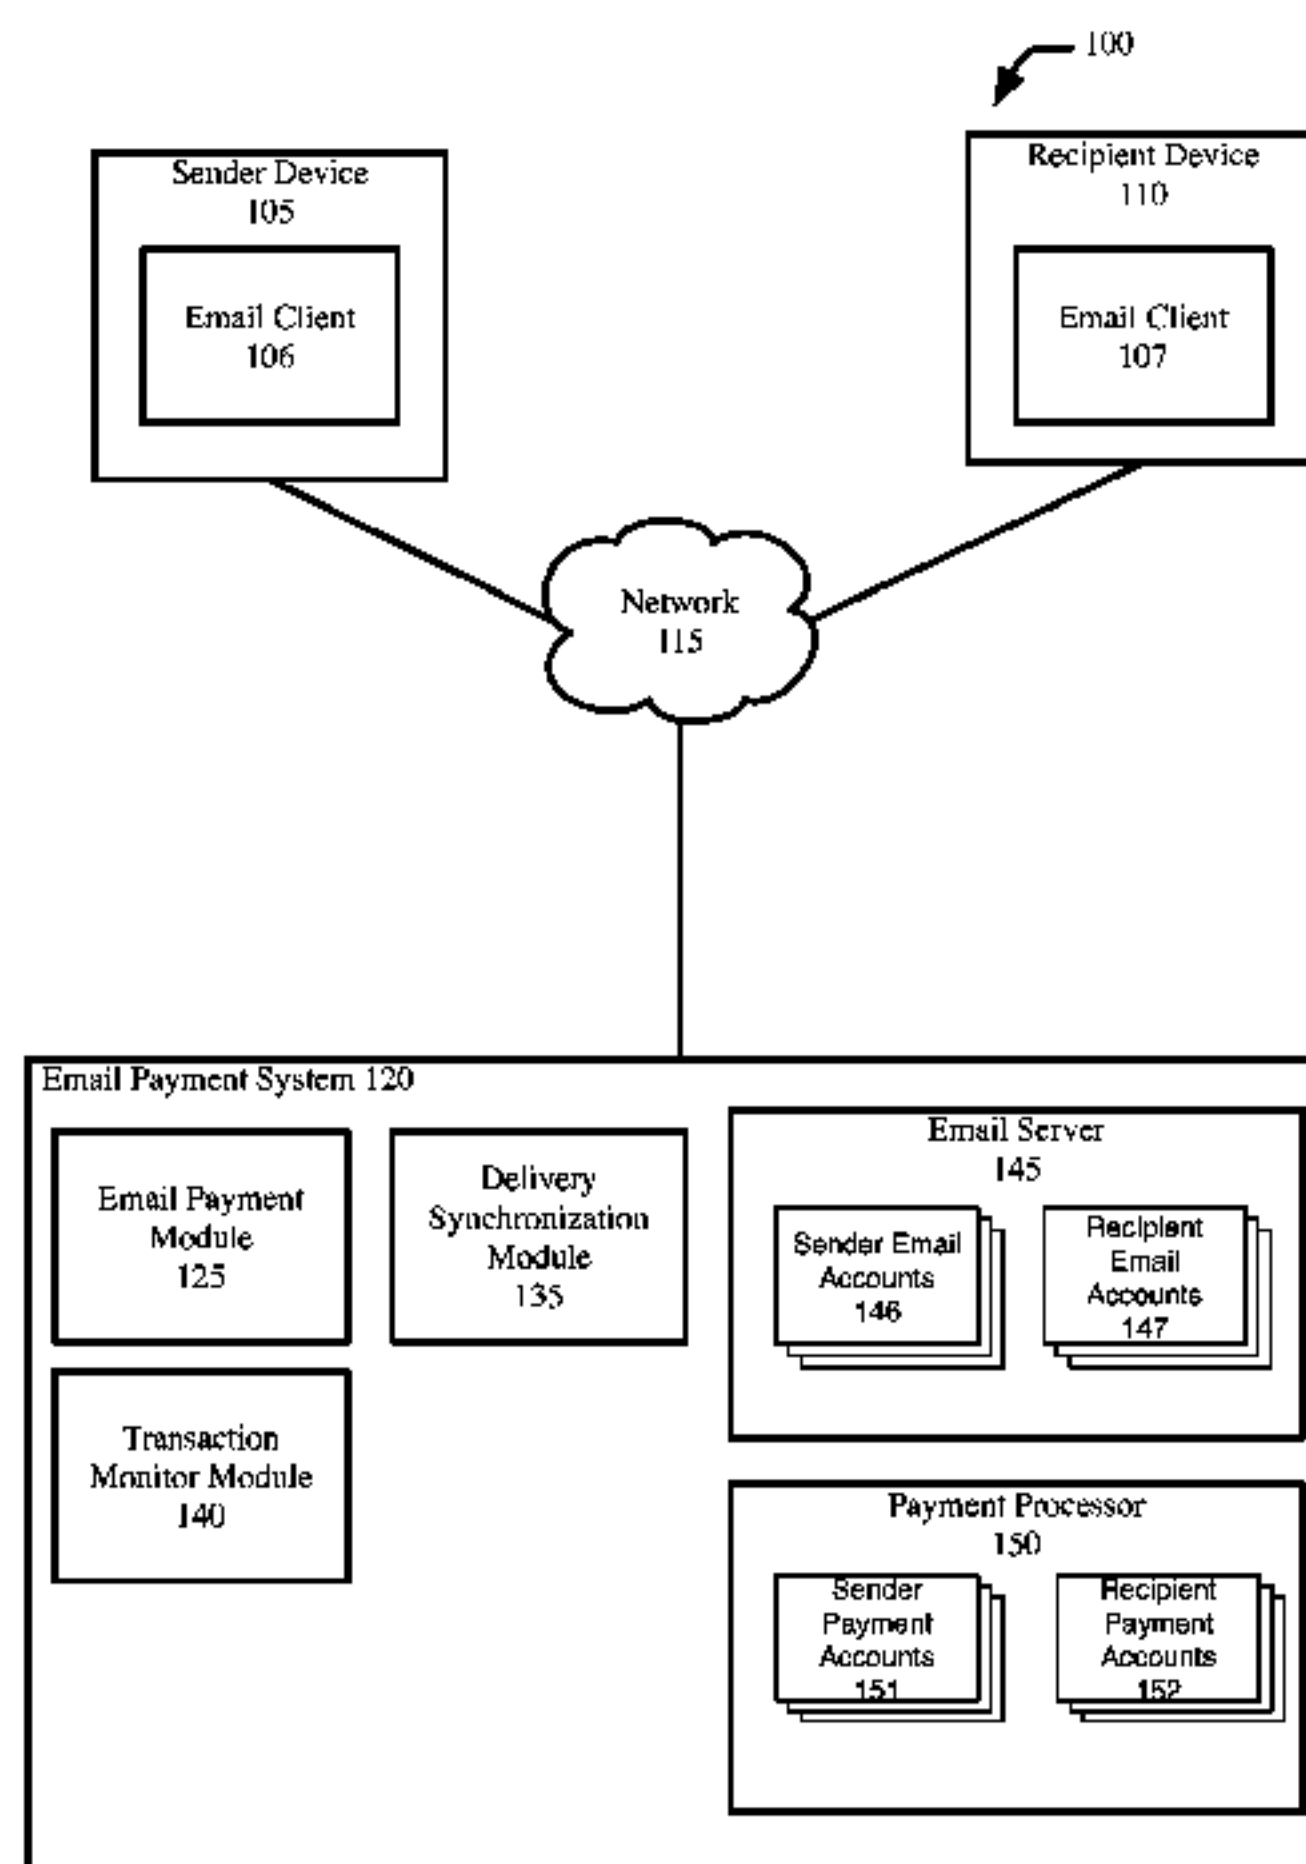 100
Sender Device
105
Email Client
106
Recipient Device
110
Email Client
107
Network
115
Email Payment System 120
Email Payment
Module
125
Delivery
Synchronization
Module
135
Transaction
Monitor Module
140
Email Server
145
Sender Email
Accounts
146
Recipient
Email
Accounts
147
Payment Processor
150
Sender
Payment
Accounts
151
Recipient
Payment
Accounts
152